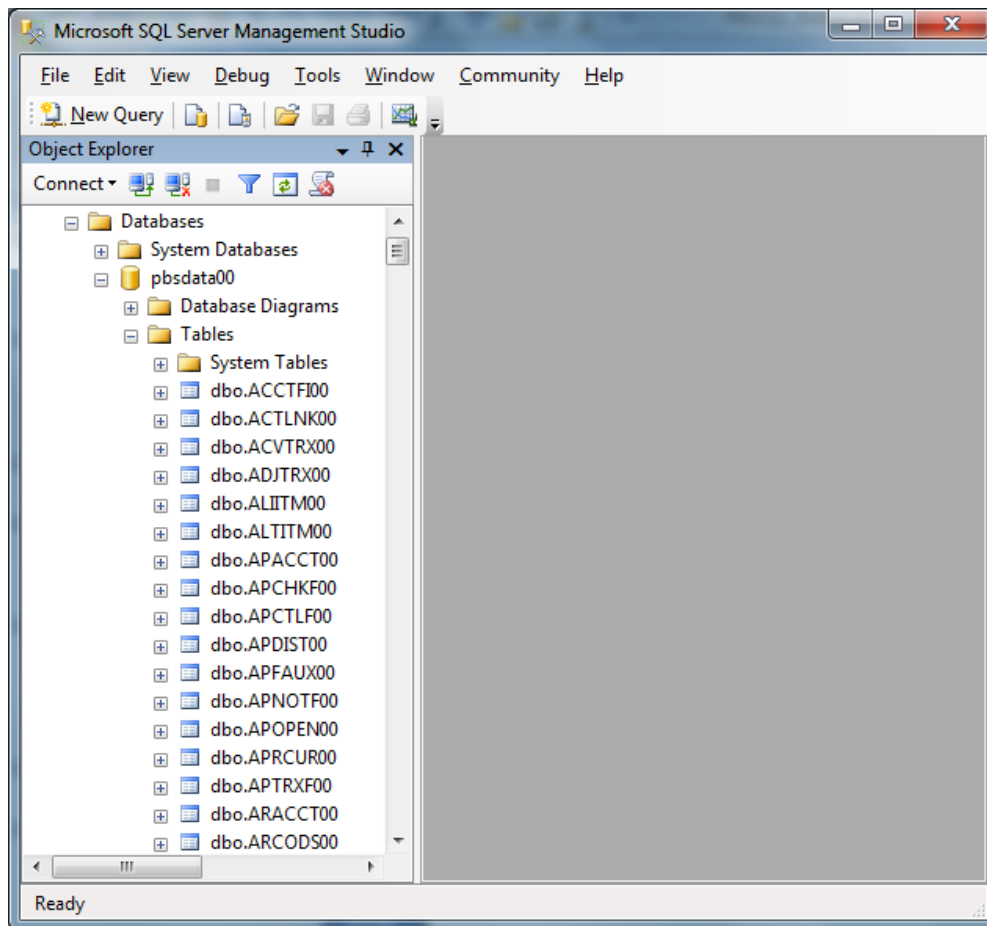 Microsoft SQL Server Management Studio
File Edit View Debug Tools Window Community Help
New Query
Object Explorer
Connect
Databases
System Databases
pbsdata00
Database Diagrams
Tables
System Tables
dbo.ACCTFI00
dbo.ACTLNK00
dbo.ACVTRX00
dbo.ADJTRX00
dbo.ALIITM00
dbo.ALTITM00
dbo.APACCT00
dbo.APCHKF00
dbo.APCTLF00
dbo.APDIST00
dbo.APFAUX00
dbo.APNOTF00
dbo.APOPEN00
dbo.APRCUR00
dbo.APTRXF00
dbo.ARACCT00
dbo.ARCODS00
Ready